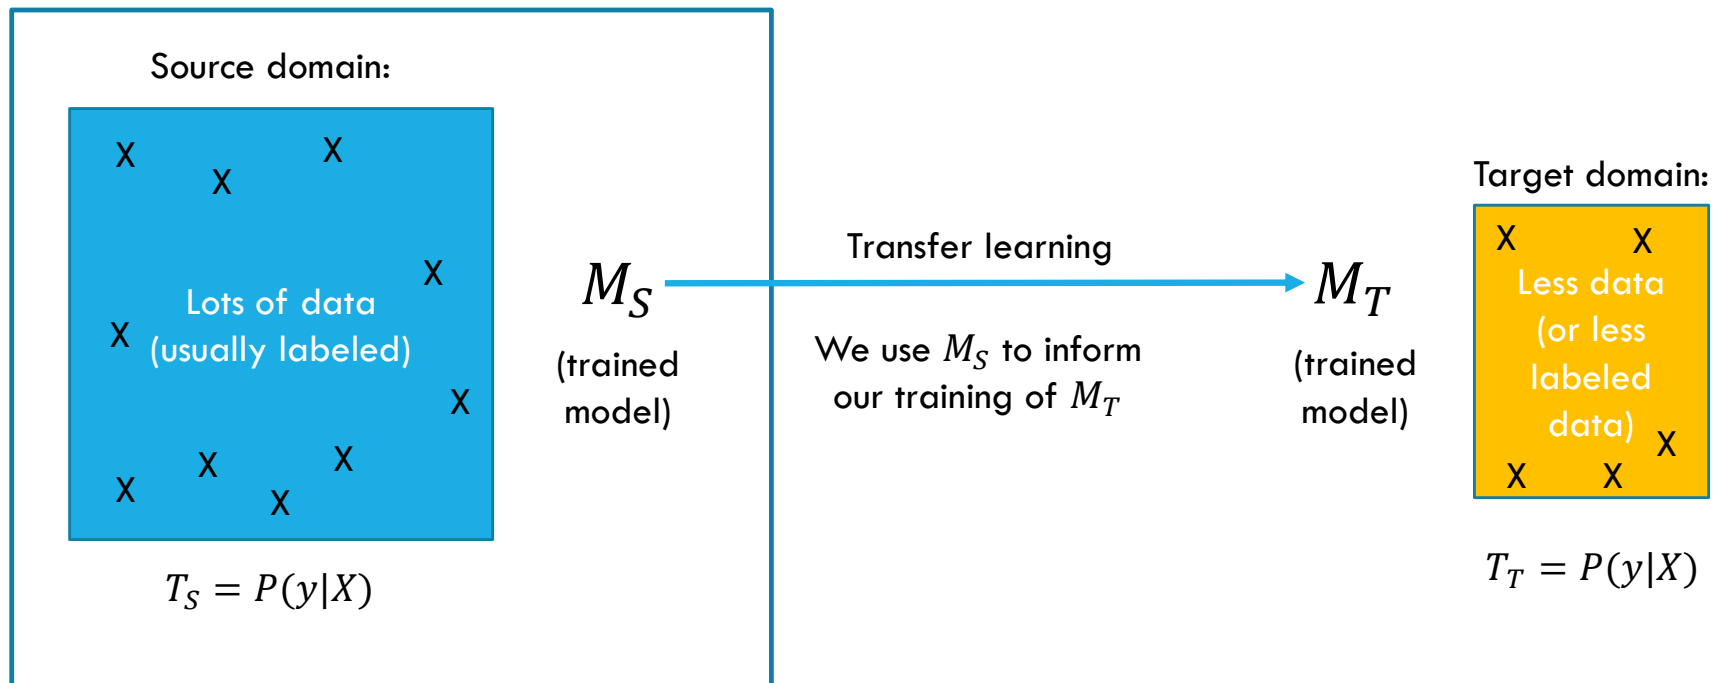 Source domain:
X
X
X
X
Lots of data
X
(usually labeled)
X
X
X
X
X
T_S = P(y|X)
M_S
(trained
model)
Transfer learning
We use M_S to inform
our training of M_T
M_T
(trained
model)
Target domain:
X
X
Less data
(or less
labeled
data)
X
X
X
T_T = P(y|X)